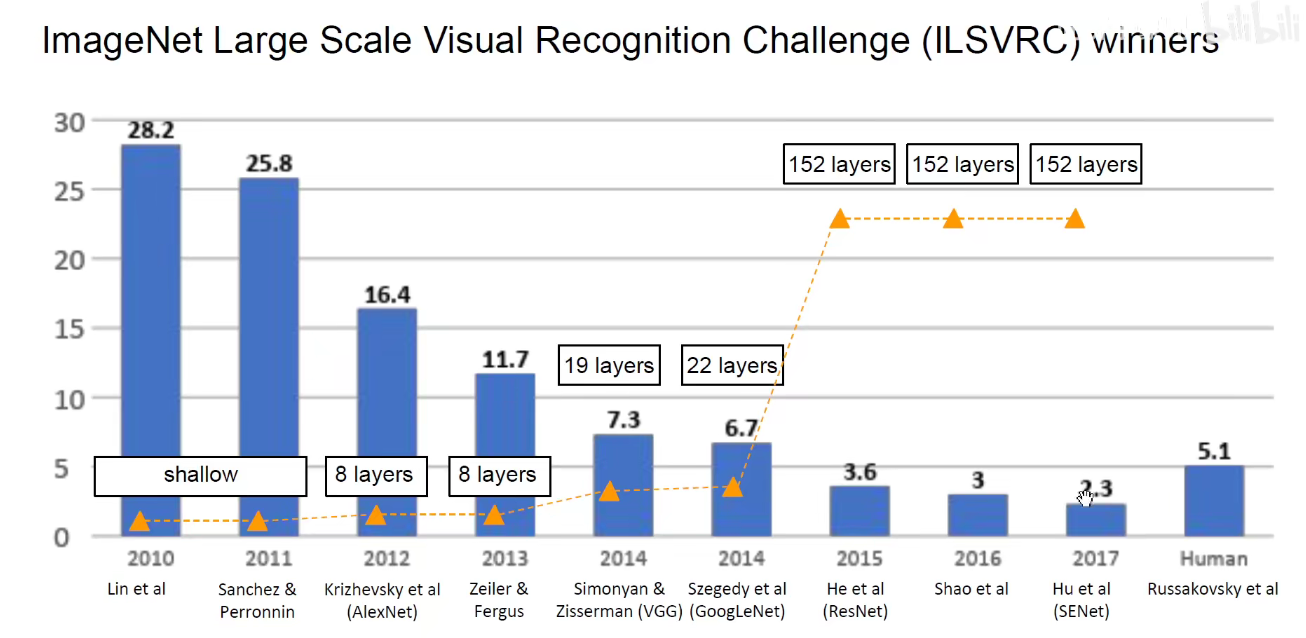 ImageNet Large Scale Visual Recognition Challenge (ILSVRC) winners
bilibili
30
25
20
15
10
5
0
28.2
25.8
16.4
11.7
7.3
6.7
3.6
3
2.3
5.1
152 layers
152 layers
152 layers
19 layers
22 layers
shallow
8 layers
8 layers
2010
2011
2012
2013
2014
2014
2015
2016
2017
Human
Lin et al
Sanchez &
Perronnin
Krizhevsky et al
(AlexNet)
Zeiler &
Fergus
Simonyan &
Zisserman (VGG)
Szegedy et al
(GoogLeNet)
He et al
(ResNet)
Shao et al
Hu et al
(SENet)
Russakovsky et al